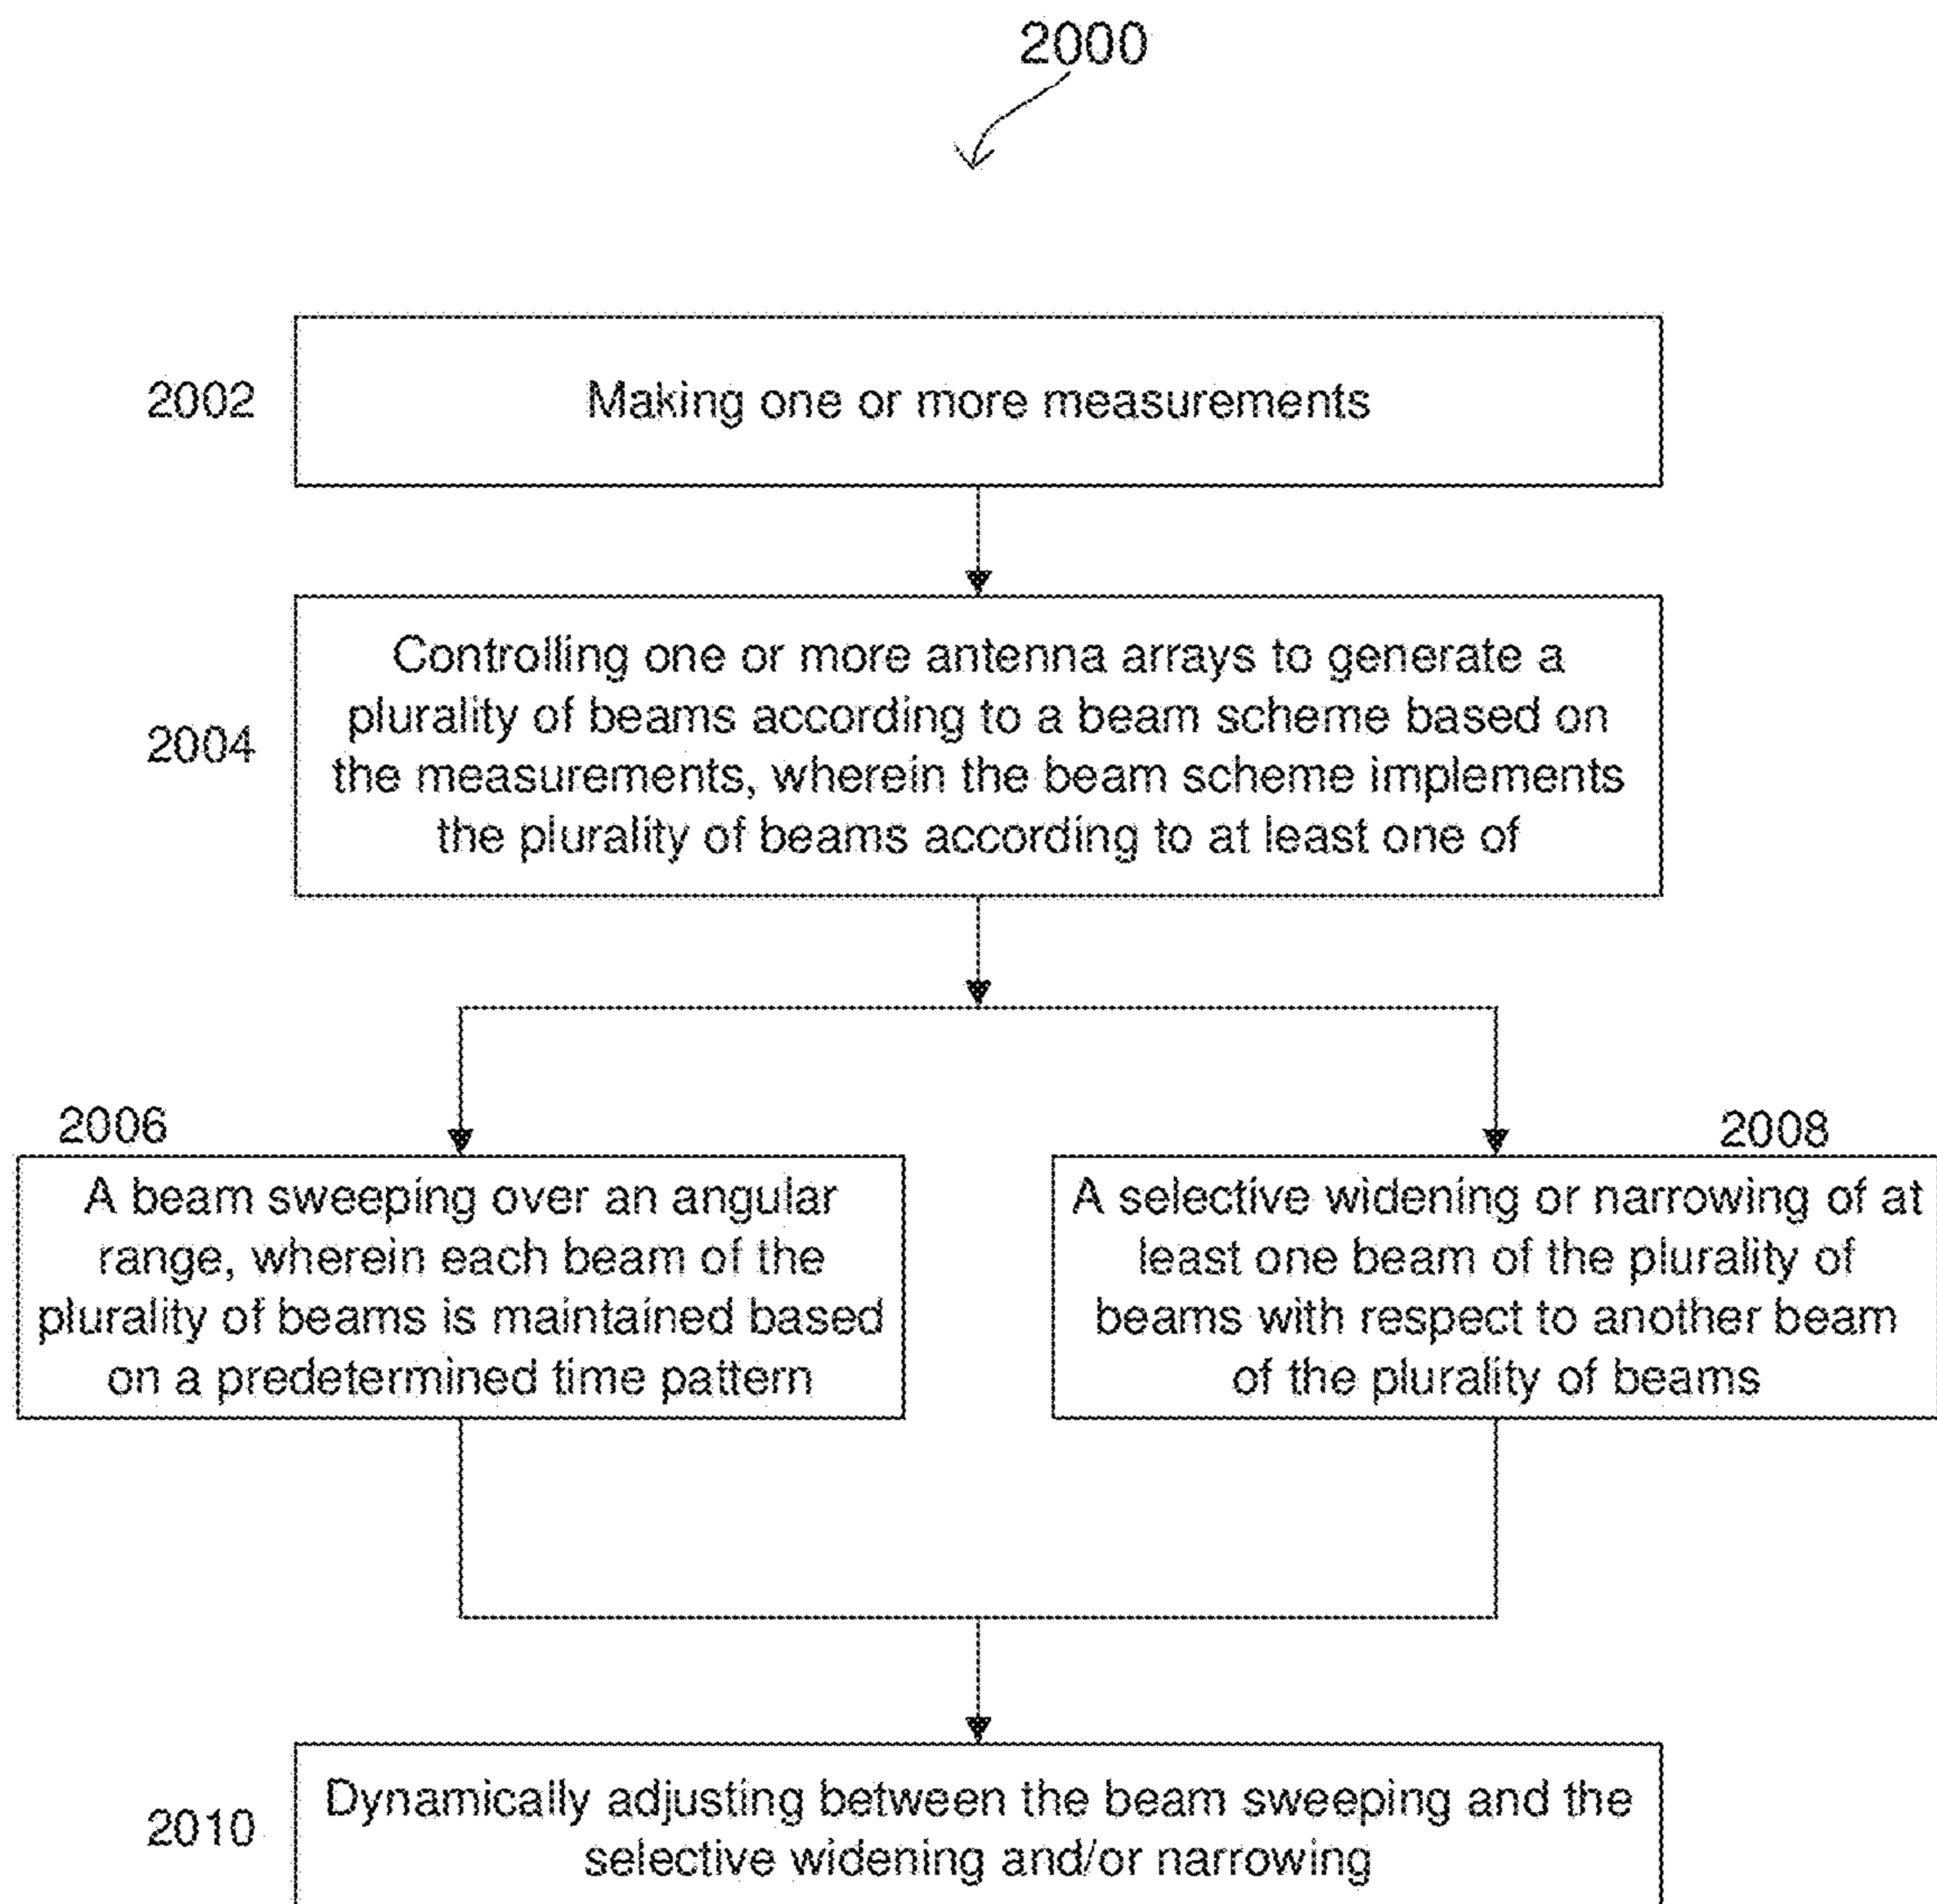 2000
2002
Making one or more measurements
2004
Controlling one or more antenna arrays to generate a
plurality of beams according to a beam scheme based on
the measurements, wherein the beam scheme implements
the plurality of beams according to at least one of
2006
A beam sweeping over an angular
range, wherein each beam of the
plurality of beams is maintained based
on a predetermined time pattern
2008
A selective widening or narrowing of at
least one beam of the plurality of
beams with respect to another beam
of the plurality of beams
2010
Dynamically adjusting between the beam sweeping and the
selective widening and/or narrowing